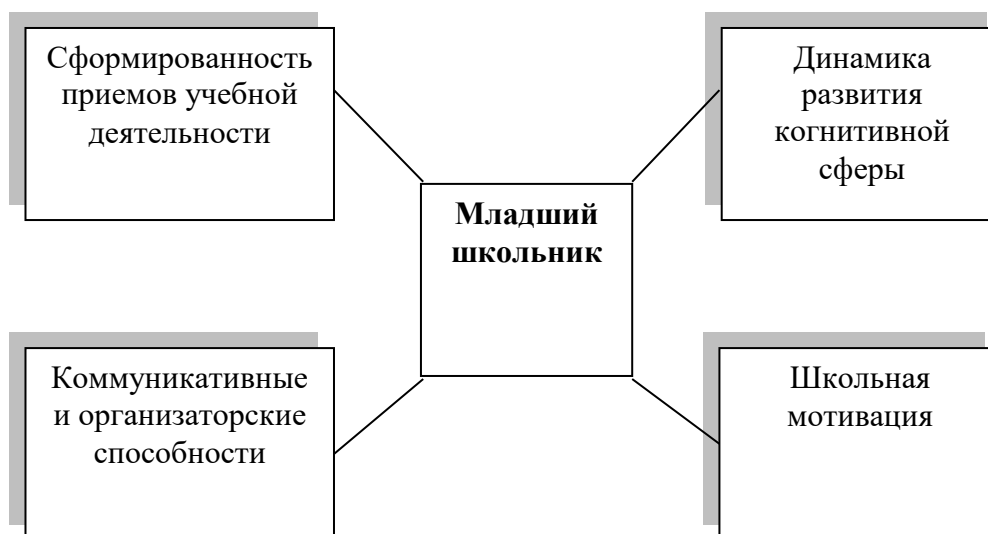 Сформированность
приемов учебной
деятельности
Динамика
развития
когнитивной
сферы
Младший
школьник
Коммуникативные
и организаторские
способности
Школьная
мотивация